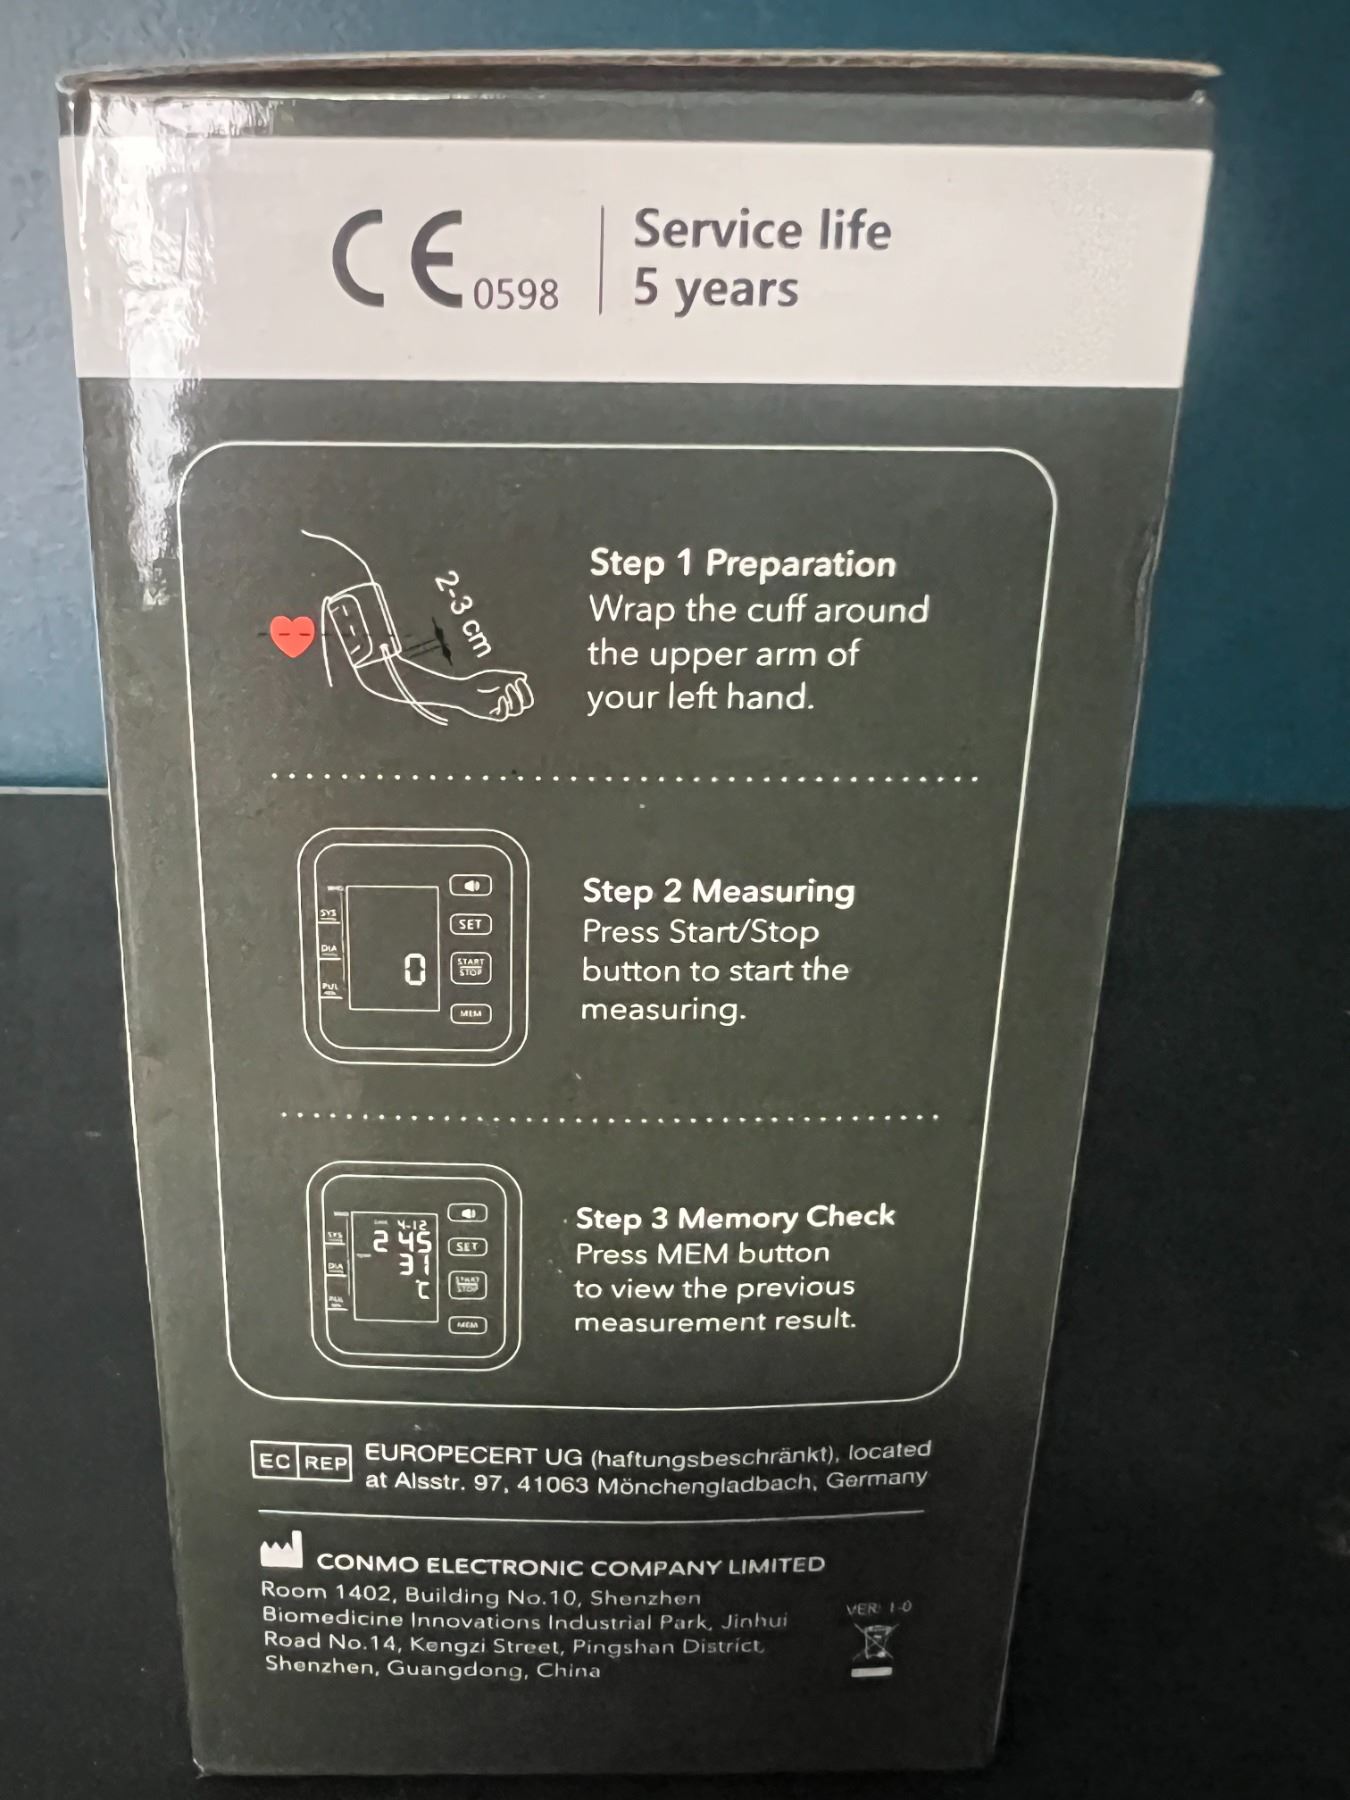 CE 0598
Service life
5 years
2-3 cm
Step 1 Preparation
Wrap the cuff around
the upper arm of
your left hand.
SYS
DIA
PUL
0
SET
START
STOP
MEM
Step 2 Measuring
Press Start/Stop
button to start the
measuring.
SYS
DIA
PUL
4-12
2 45
31
SET
START
STOP
MEM
Step 3 Memory Check
Press MEM button
to view the previous
measurement result.
EC REP
EUROPECERT UG (haftungsbeschränkt), located
at Alsstr. 97, 41063 Mönchengladbach, Germany
CONMO ELECTRONIC COMPANY LIMITED
Room 1402, Building No.10, Shenzhen
Biomedicine Innovations Industrial Park, Jinhui
Road No.14, Kengzi Street, Pingshan District,
Shenzhen, Guangdong, China
VER: 1-0